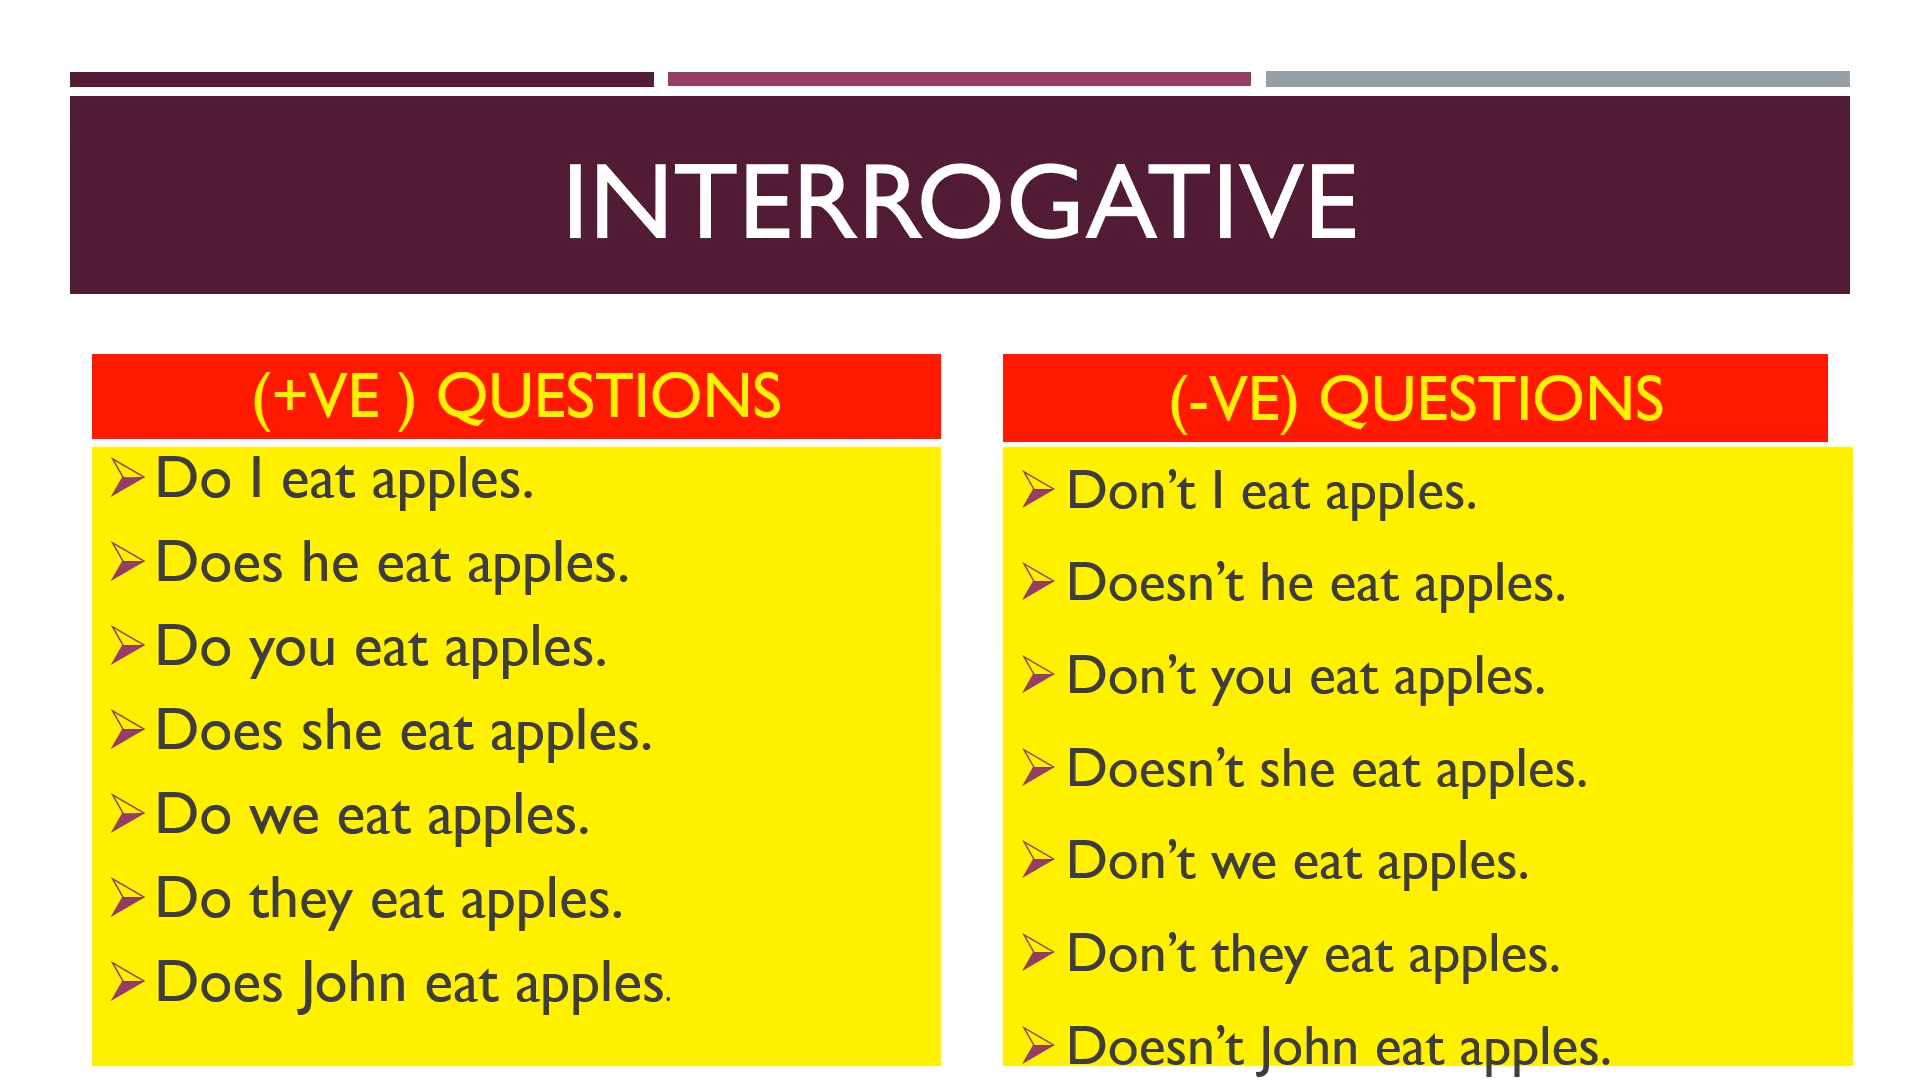 INTERROGATIVE
(+VE ) QUESTIONS
Do I eat apples.
Does he eat apples.
Do you eat apples.
Does she eat apples.
Do we eat apples.
Do they eat apples.
Does John eat apples.
(-VE) QUESTIONS
Don’t I eat apples.
Doesn’t he eat apples.
Don’t you eat apples.
Doesn’t she eat apples.
Don’t we eat apples.
Don’t they eat apples.
Doesn’t John eat apples.